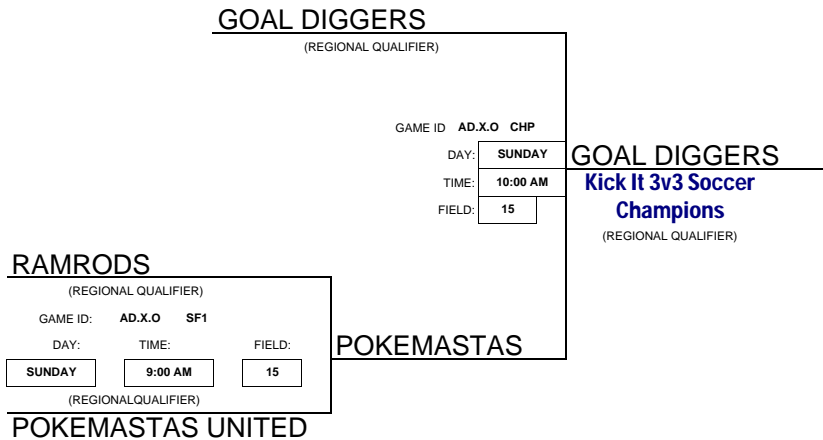 GOAL DIGGERS
(REGIONAL QUALIFIER)
GAME ID AD.X.O CHP
DAY: SUNDAY
TIME: 10:00 AM
FIELD: 15
GOAL DIGGERS
Kick It 3v3 Soccer
Champions
(REGIONAL QUALIFIER)
RAMRODS
(REGIONAL QUALIFIER)
GAME ID: AD.X.O SF1
DAY: TIME: FIELD:
SUNDAY 9:00 AM 15
(REGIONALQUALIFIER)
POKEMASTAS UNITED
POKEMASTAS